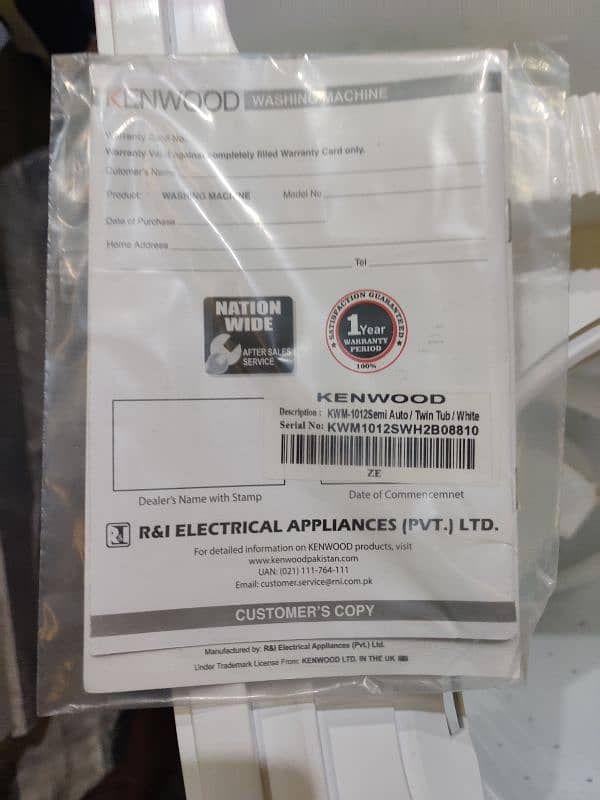 KENWOOD WASHING MACHINE
Warranty Card No.
Warranty Valid against completely filled Warranty Card only.
Cutomer's Name
Product: WASHING MACHINE Model No
Date of Purchase
Home Address
Tel
NATION
WIDE
AFTER SALES
SERVICE
SATISFACTION GUARANTEED
1 Year
WARRANTY
PERIOD
100%
KENWOOD
Description : KWM-1012Semi Auto / Twin Tub / White
Serial No: KWM1012SWH2B08810
ZE
Dealer's Name with Stamp
Date of Commencemnet
R&I ELECTRICAL APPLIANCES (PVT.) LTD.
For detailed information on KENWOOD products, visit
www.kenwoodpakistan.com
UAN: (021) 111-764-111
Email: customer.service@rni.com.pk
CUSTOMER'S COPY
Manufactured by: R&I Electrical Appliances (Pvt.) Ltd.
Under Trademark License From: KENWOOD LTD. IN THE UK